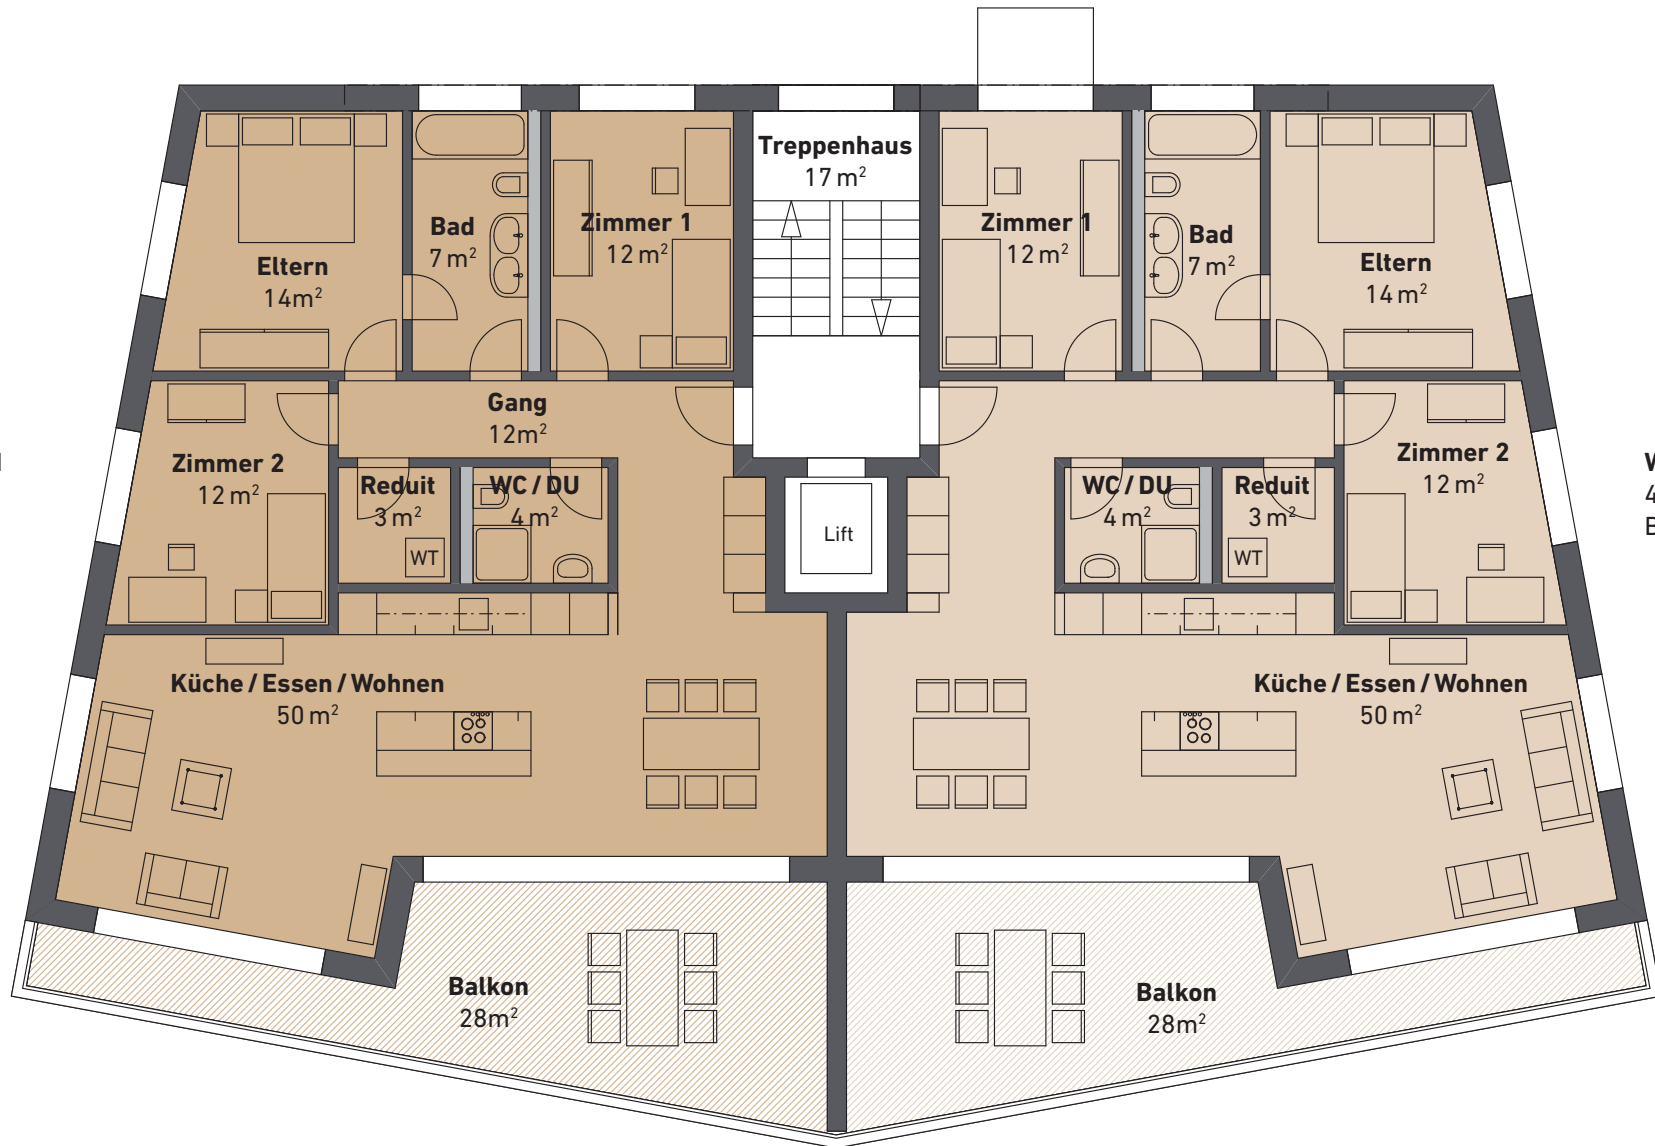 Treppenhaus
17 m²
Eltern
14m²
Bad
7 m²
Zimmer 1
12 m²
Zimmer 1
12 m²
Bad
7 m²
Eltern
14 m²
Gang
12m²
Zimmer 2
12 m²
Reduit
3 m²
WT
WC / DU
4 m²
Lift
WC / DU
4 m²
Reduit
3 m²
WT
Zimmer 2
12 m²
Küche / Essen / Wohnen
50 m²
Küche / Essen / Wohnen
50 m²
Balkon
28m²
Balkon
28m²